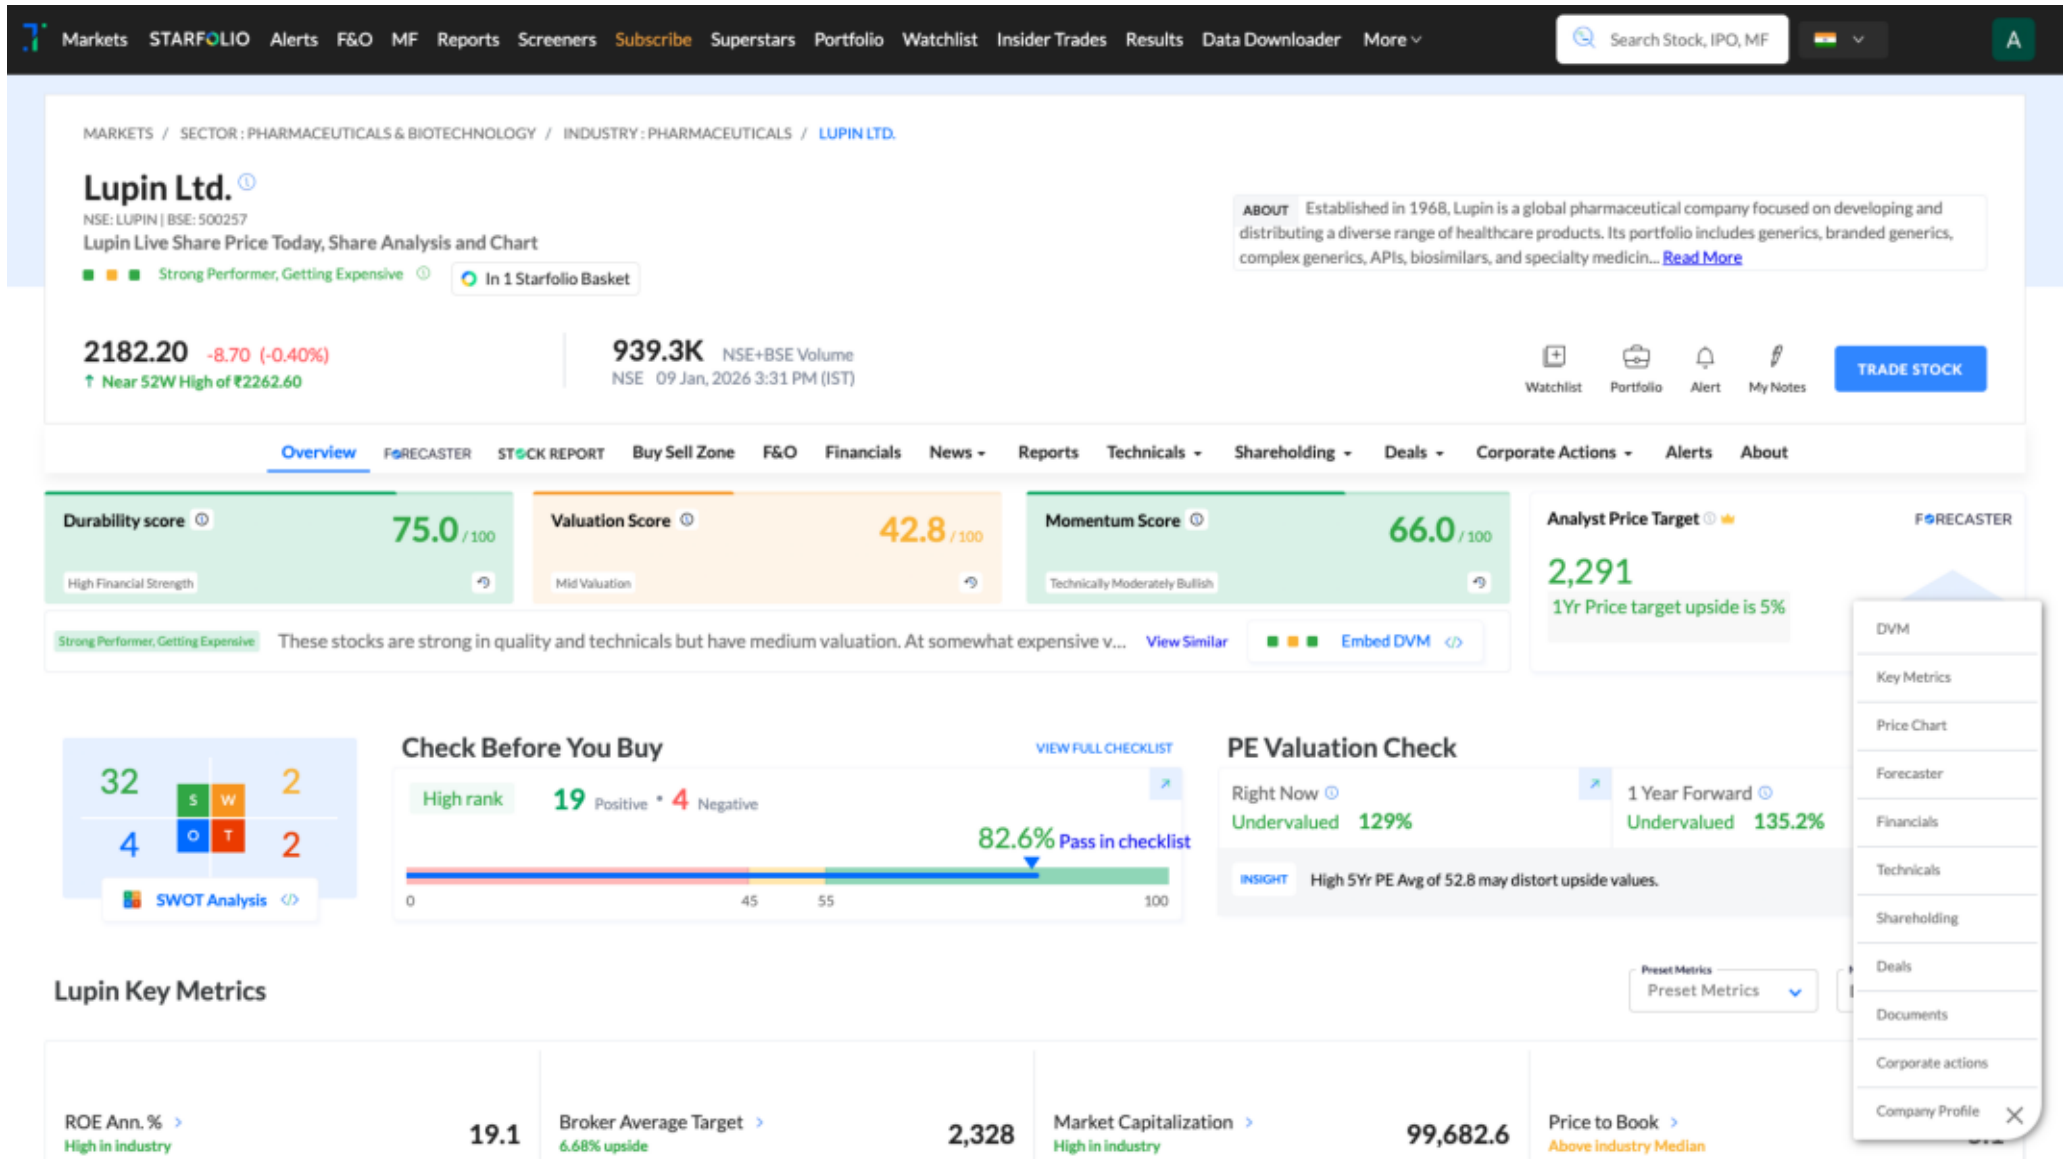 Markets STARFOLIO Alerts F&O MF Reports Screeners Subscribe Superstars Portfolio Watchlist Insider Trades Results Data Downloader More Search Stock, IPO, MF A
MARKETS / SECTOR : PHARMACEUTICALS & BIOTECHNOLOGY / INDUSTRY : PHARMACEUTICALS / LUPIN LTD.
Lupin Ltd.
NSE: LUPIN | BSE: 500257
Lupin Live Share Price Today, Share Analysis and Chart
Strong Performer, Getting Expensive In 1 Starfolio Basket
ABOUT Established in 1968, Lupin is a global pharmaceutical company focused on developing and
distributing a diverse range of healthcare products. Its portfolio includes generics, branded generics,
complex generics, APIs, biosimilars, and specialty medicin... Read More
2182.20 -8.70 (-0.40%)
↑ Near 52W High of ₹2262.60
939.3K NSE+BSE Volume
NSE 09 Jan, 2026 3:31 PM (IST)
Watchlist Portfolio Alert My Notes TRADE STOCK
Overview FORECASTER STOCK REPORT Buy Sell Zone F&O Financials News Reports Technicals Shareholding Deals Corporate Actions Alerts About
Durability score 75.0 / 100
High Financial Strength
Valuation Score 42.8 / 100
Mid Valuation
Momentum Score 66.0 / 100
Technically Moderately Bullish
Analyst Price Target FORECASTER
2,291
1Yr Price target upside is 5%
Strong Performer, Getting Expensive These stocks are strong in quality and technicals but have medium valuation. At somewhat expensive v... View Similar Embed DVM </>
32 S W 2
4 O T 2
SWOT Analysis </>
Check Before You Buy VIEW FULL CHECKLIST
High rank 19 Positive • 4 Negative
82.6% Pass in checklist
0 45 55 100
PE Valuation Check
Right Now
Undervalued 129%
1 Year Forward
Undervalued 135.2%
INSIGHT High 5Yr PE Avg of 52.8 may distort upside values.
DVM
Key Metrics
Price Chart
Forecaster
Financials
Technicals
Shareholding
Deals
Documents
Corporate actions
Company Profile
Lupin Key Metrics
Preset Metrics
Preset Metrics
ROE Ann. % 19.1
High in industry
Broker Average Target 2,328
6.68% upside
Market Capitalization 99,682.6
High in industry
Price to Book
Above industry Median